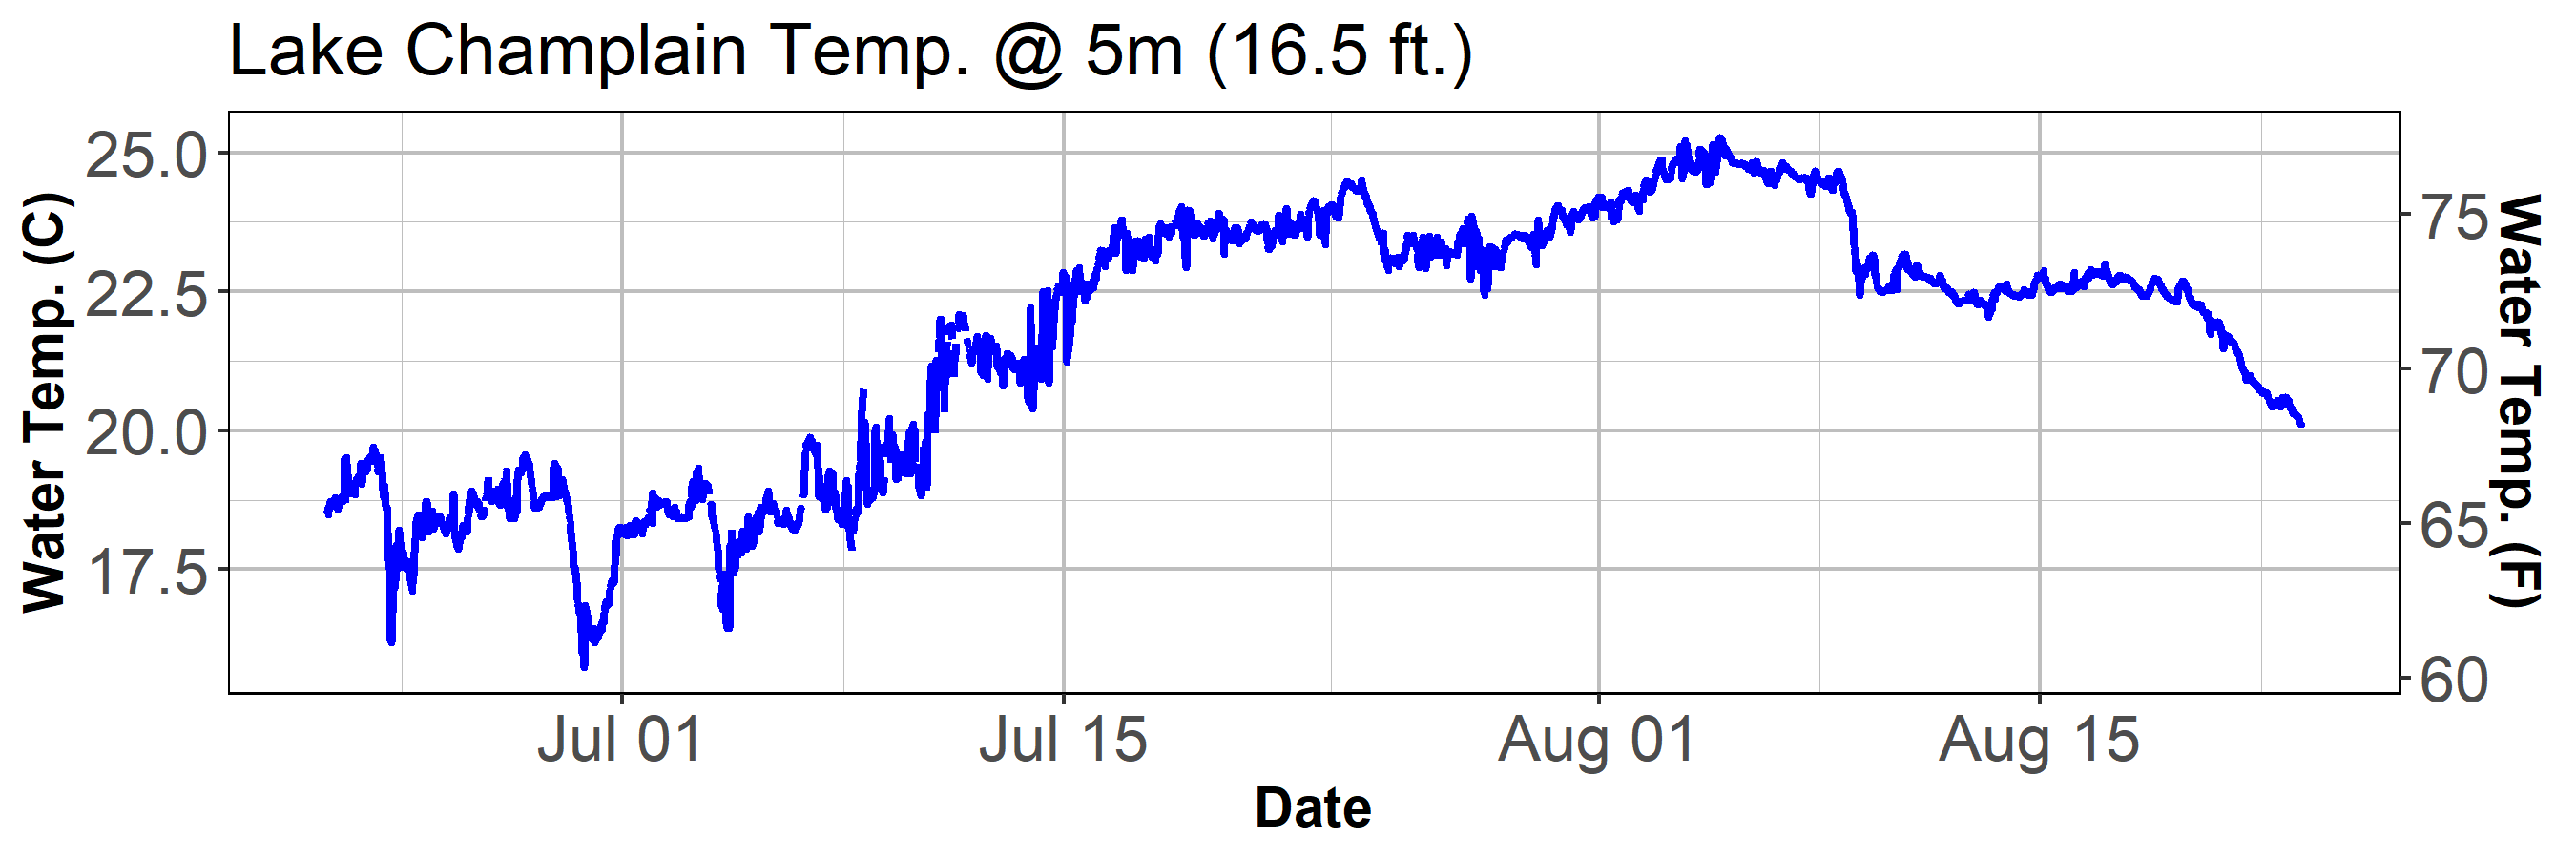 Lake Champlain Temp. @ 5m (16.5 ft.)
Water Temp. (C)
25.0
22.5
20.0
17.5
75
70
65
60
Water Temp. (F)
Jul 01
Jul 15
Aug 01
Aug 15
Date